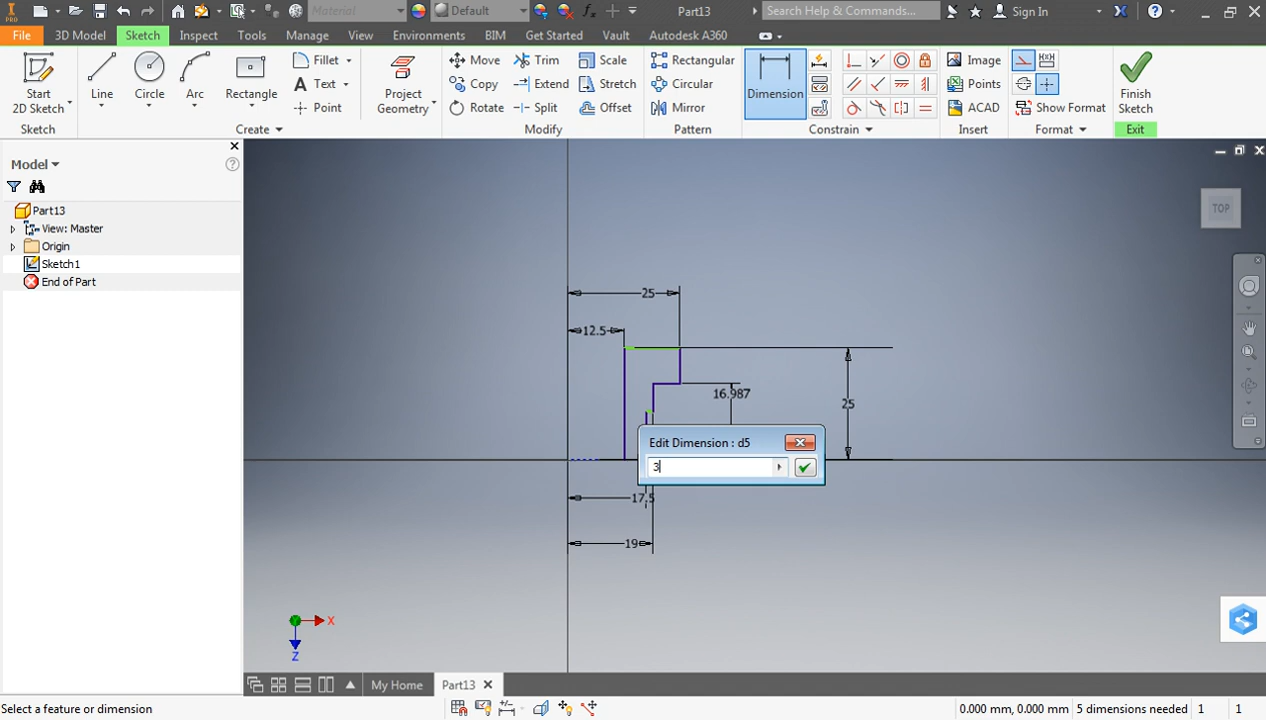 PRO Material Default fx Part13 Search Help & Commands... Sign In
File 3D Model Sketch Inspect Tools Manage View Environments BIM Get Started Vault Autodesk A360
Start
2D Sketch
Line Circle Arc Rectangle
Fillet
Text
Point
Project
Geometry
Move Trim Scale
Copy Extend Stretch
Rotate Split Offset
Rectangular
Circular
Mirror
Dimension
Image
Points
ACAD
Show Format
Finish
Sketch
Sketch Create Modify Pattern Constrain Insert Format Exit
Model
Part13
View: Master
Origin
Sketch1
End of Part
TOP
25
12.5
16.987
25
Edit Dimension : d5
3
17.5
19
X
Z
My Home Part13
Select a feature or dimension 0.000 mm, 0.000 mm 5 dimensions needed 1 1